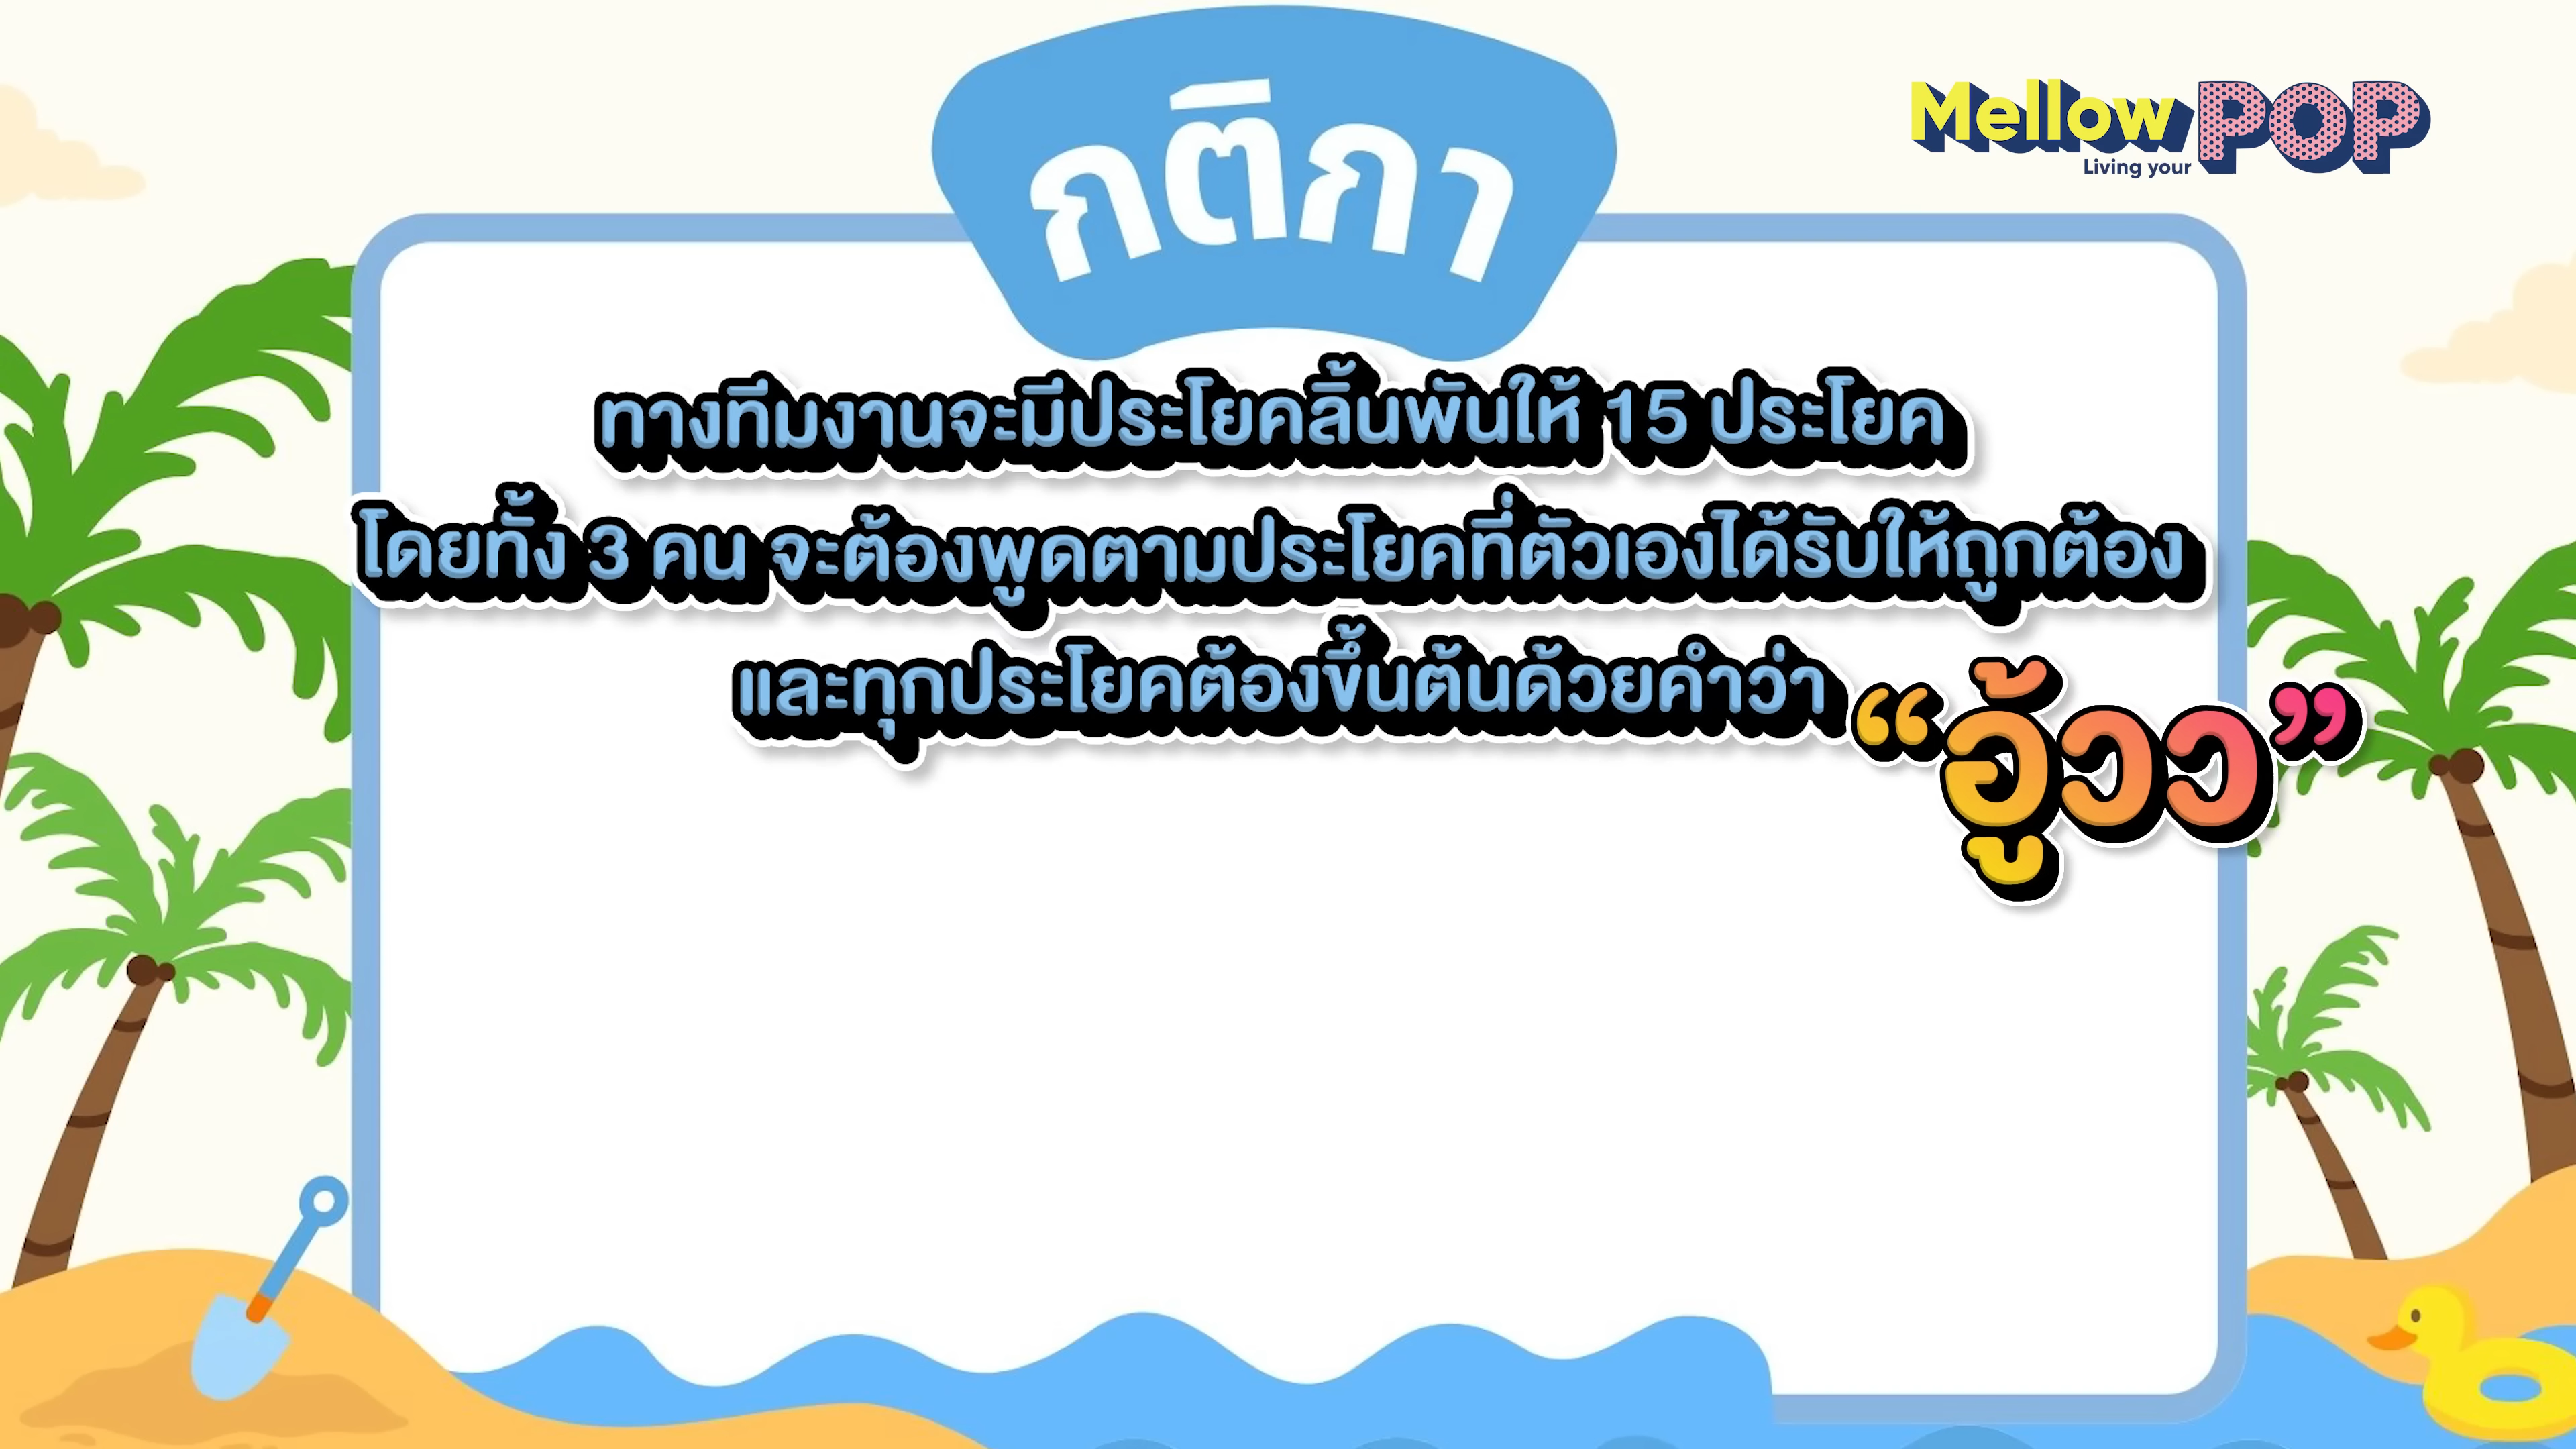 กติกา
Mellow POP
Living your
ทางทีมงานจะมีประโยคลิ้นพันให้ 15 ประโยค
โดยทั้ง 3 คน จะต้องพูดตามประโยคที่ตัวเองได้รับให้ถูกต้อง
และทุกประโยคต้องขึ้นต้นด้วยคำว่า “อู้วว”